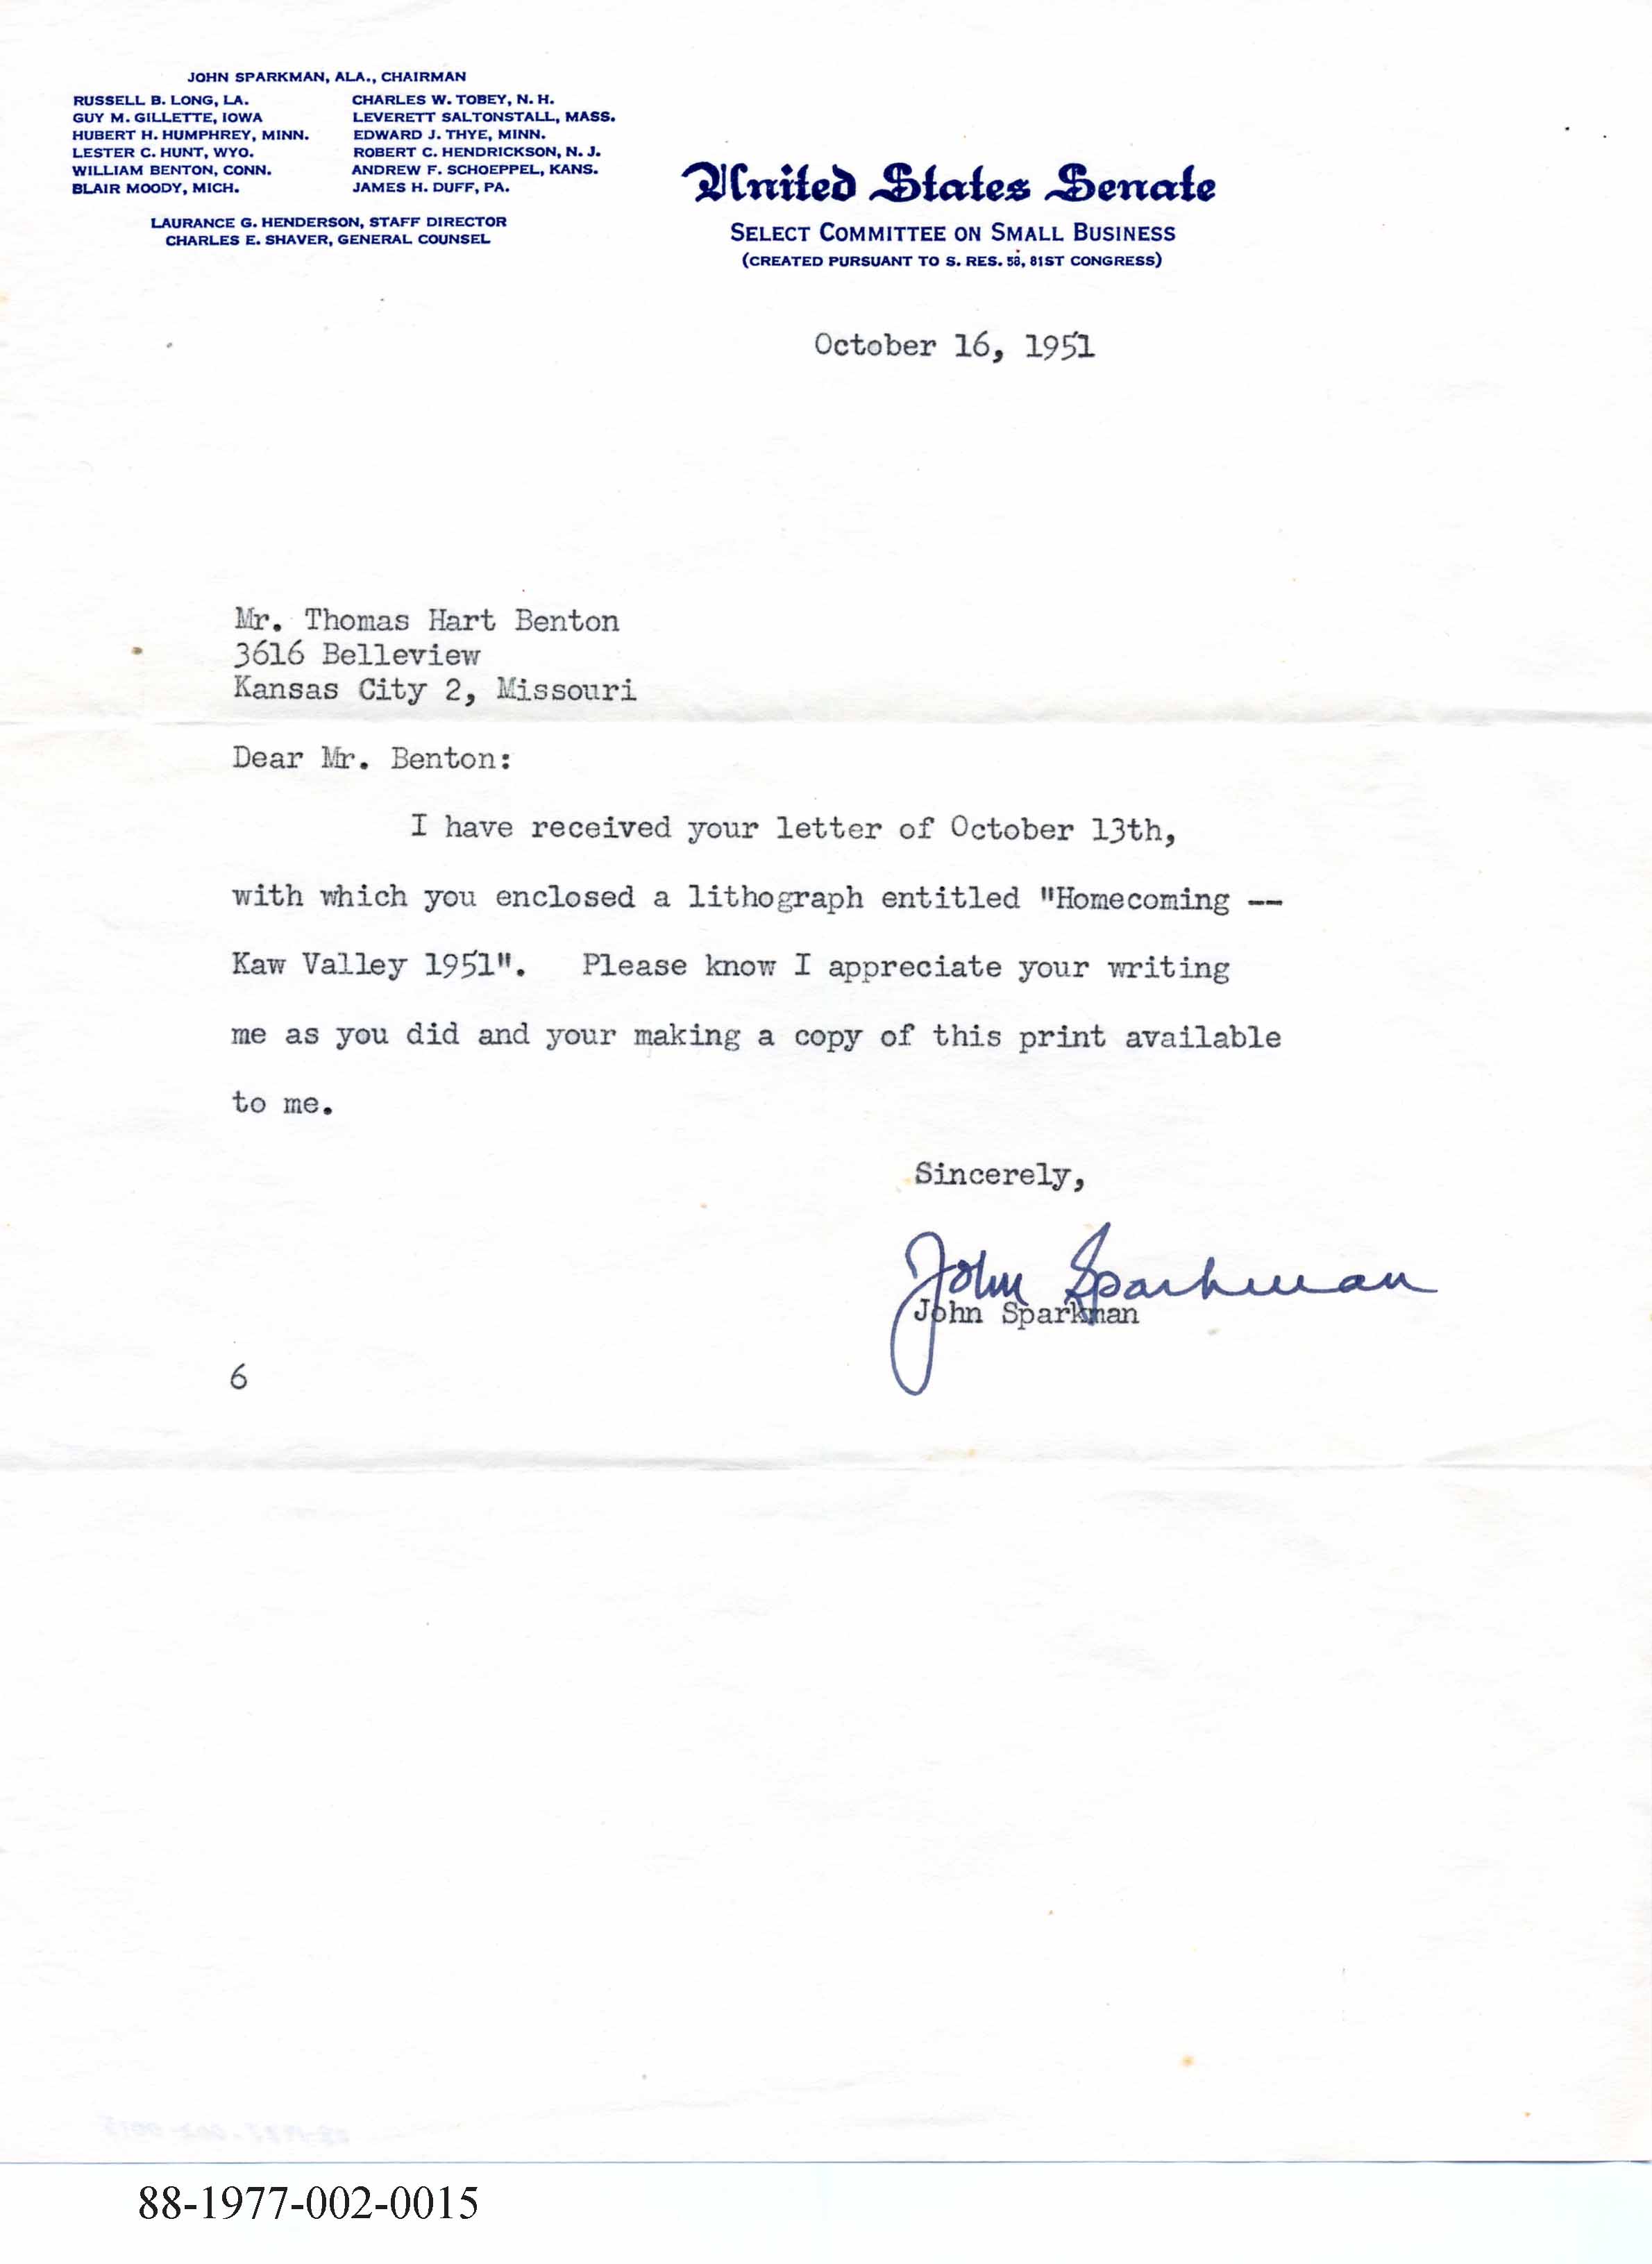 JOHN SPARKMAN, ALA., CHAIRMAN
RUSSELL B. LONG, LA.
GUY M. GILLETTE, IOWA
HUBERT H. HUMPHREY, MINN.
LESTER C. HUNT, WYO.
WILLIAM BENTON, CONN.
BLAIR MOODY, MICH.
CHARLES W. TOBEY, N. H.
LEVERETT SALTONSTALL, MASS.
EDWARD J. THYE, MINN.
ROBERT C. HENDRICKSON, N. J.
ANDREW F. SCHOEPPEL, KANS.
JAMES H. DUFF, PA.
LAURANCE G. HENDERSON, STAFF DIRECTOR
CHARLES E. SHAVER, GENERAL COUNSEL
United States Senate
SELECT COMMITTEE ON SMALL BUSINESS
(CREATED PURSUANT TO S. RES. 58, 81ST CONGRESS)
October 16, 1951
Mr. Thomas Hart Benton
3616 Belleview
Kansas City 2, Missouri
Dear Mr. Benton:
I have received your letter of October 13th,
with which you enclosed a lithograph entitled "Homecoming --
Kaw Valley 1951". Please know I appreciate your writing
me as you did and your making a copy of this print available
to me.
Sincerely,
John Sparkman
John Sparkman
6
88-1977-002-0015